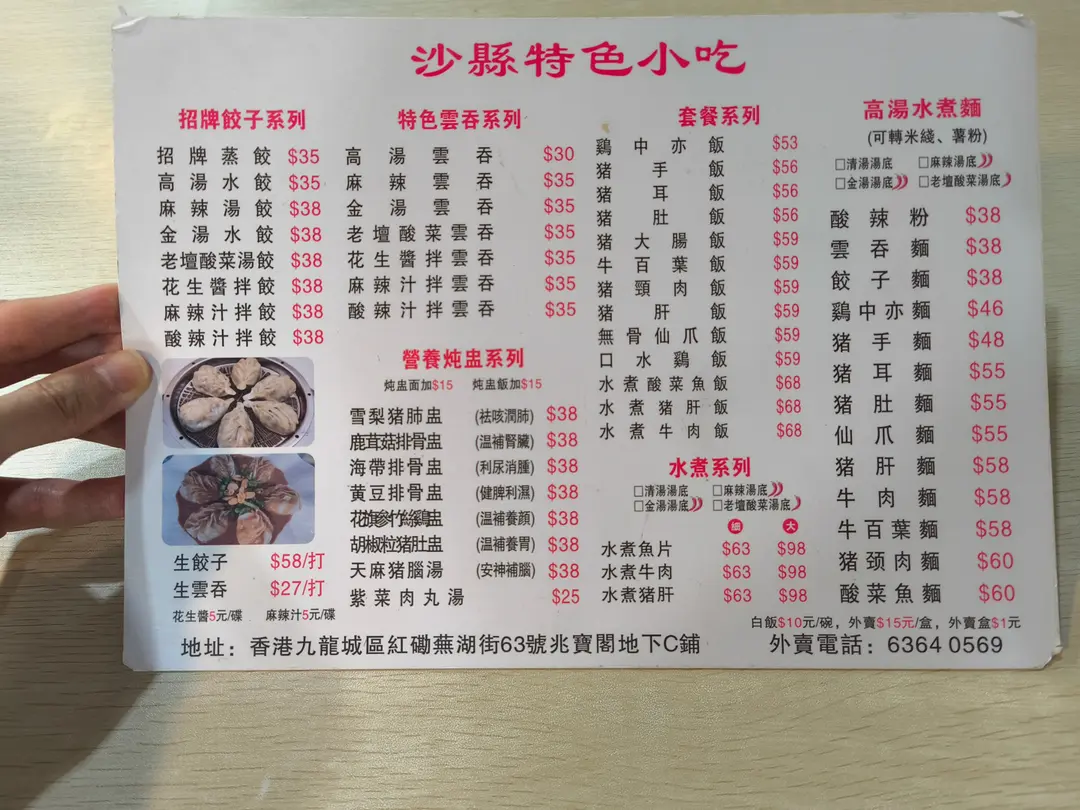 沙縣特色小吃
招牌餃子系列
招牌蒸餃 $35
高湯水餃 $35
麻辣湯餃 $38
金湯水餃 $38
老壇酸菜湯餃 $38
花生醬拌餃 $38
麻辣汁拌餃 $38
酸辣汁拌餃 $38
生餃子 $58/打
生雲吞 $27/打
花生醬5元/碟 麻辣汁5元/碟
特色雲吞系列
高湯雲吞 $30
麻辣雲吞 $35
金湯雲吞 $35
老壇酸菜雲吞 $35
花生醬拌雲吞 $35
麻辣汁拌雲吞 $35
酸辣汁拌雲吞 $35
營養炖盅系列
炖盅面加$15 炖盅飯加$15
雪梨猪肺盅 (祛咳潤肺) $38
鹿茸菇排骨盅 (温補腎臟) $38
海帶排骨盅 (利尿消腫) $38
黄豆排骨盅 (健脾利濕) $38
花旗參竹絲鷄盅 (温補養顔) $38
胡椒粒猪肚盅 (温補養胃) $38
天麻猪腦湯 (安神補腦) $38
紫菜肉丸湯 $25
套餐系列
鷄中亦飯 $53
猪手飯 $56
猪耳飯 $56
猪肚飯 $56
猪大腸飯 $59
牛百葉飯 $59
猪頸肉飯 $59
猪肝飯 $59
無骨仙爪飯 $59
口水鷄飯 $59
水煮酸菜魚飯 $68
水煮猪肝飯 $68
水煮牛肉飯 $68
水煮系列
□清湯湯底 □麻辣湯底
□金湯湯底 □老壇酸菜湯底
細 大
水煮魚片 $63 $98
水煮牛肉 $63 $98
水煮猪肝 $63 $98
高湯水煮麵
(可轉米綫、薯粉)
□清湯湯底 □麻辣湯底
□金湯湯底 □老壇酸菜湯底
酸辣粉 $38
雲吞麵 $38
餃子麵 $38
鷄中亦麵 $46
猪手麵 $48
猪耳麵 $55
猪肚麵 $55
仙爪麵 $55
猪肝麵 $58
牛肉麵 $58
牛百葉麵 $58
猪颈肉麵 $60
酸菜魚麵 $60
白飯$10元/碗，外賣$15元/盒，外賣盒$1元
地址：香港九龍城區紅磡蕪湖街63號兆寶閣地下C鋪
外賣電話：6364 0569